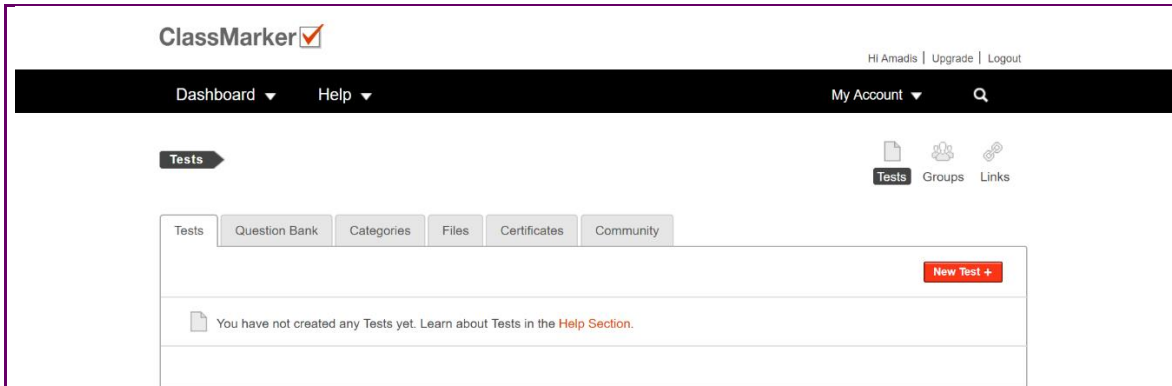 ClassMarker
Hi Amadis | Upgrade | Logout
Dashboard Help My Account
Tests
Tests Groups Links
Tests Question Bank Categories Files Certificates Community
New Test +
You have not created any Tests yet. Learn about Tests in the Help Section.